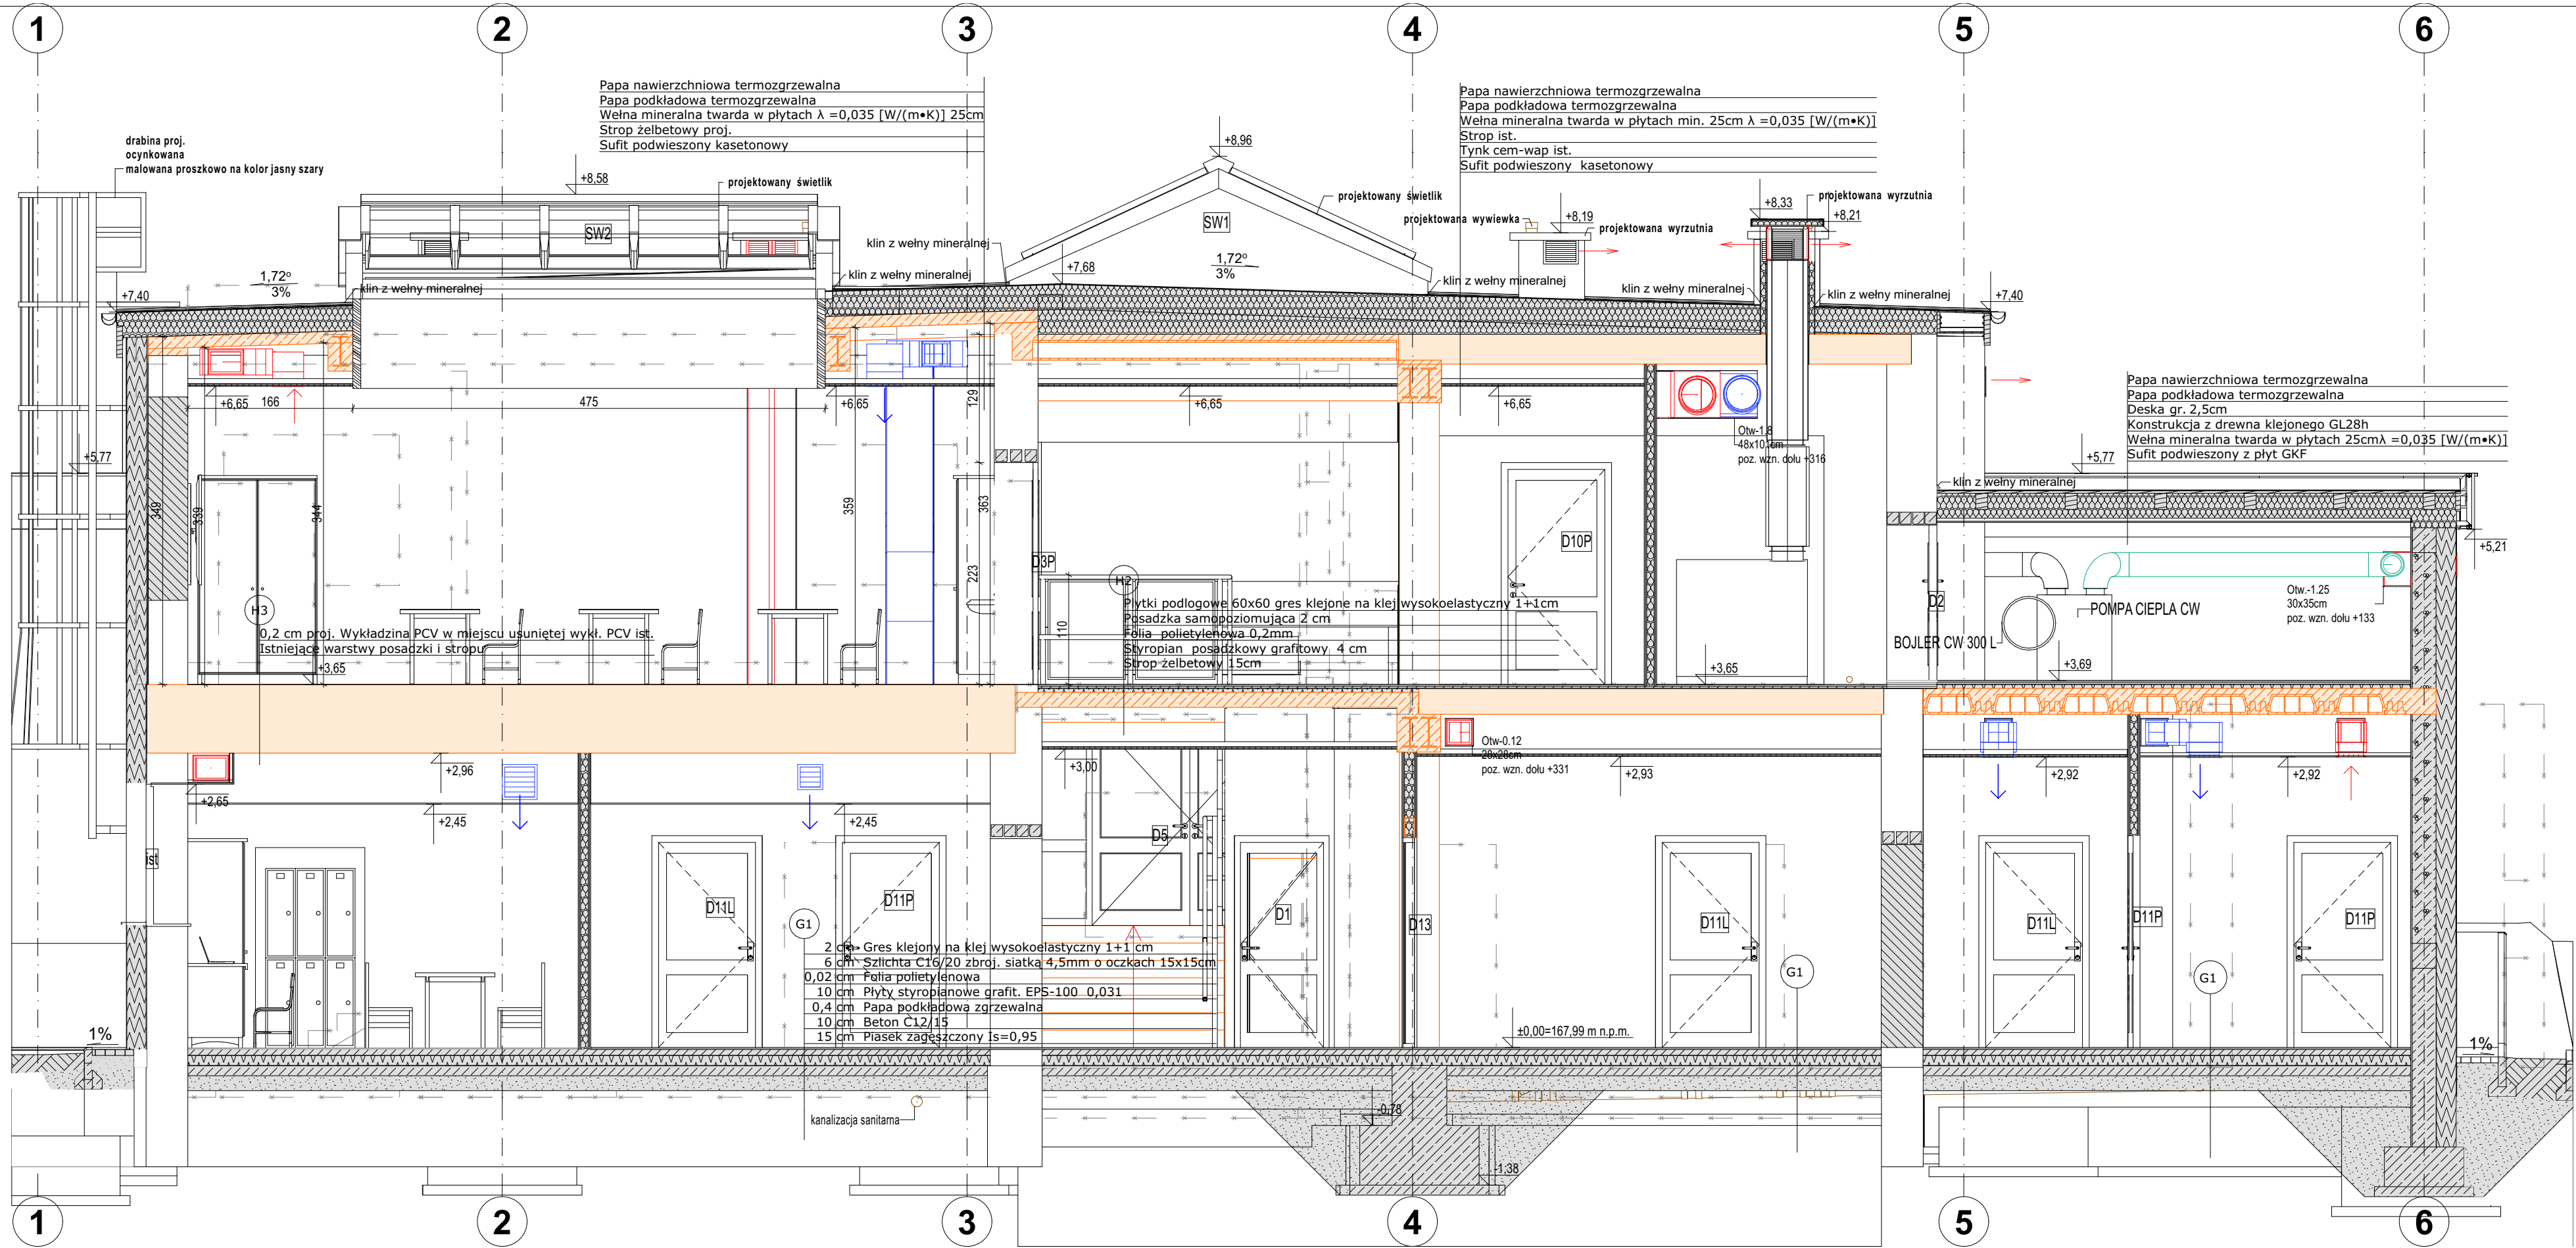 1 2 3 4 5 6
Papa nawierzchniowa termozgrzewalna
Papa podkładowa termozgrzewalna
Wełna mineralna twarda w płytach λ =0,035 [W/(m•K)] 25cm
Strop żelbetowy proj.
Sufit podwieszony kasetonowy
Papa nawierzchniowa termozgrzewalna
Papa podkładowa termozgrzewalna
Wełna mineralna twarda w płytach min. 25cm λ =0,035 [W/(m•K)]
Strop ist.
Tynk cem-wap ist.
Sufit podwieszony kasetonowy
drabina proj.
ocynkowana
malowana proszkowo na kolor jasny szary
+8,58
projektowany świetlik
+8,96
projektowany świetlik
SW2
SW1
projektowana wywiewka
+8,19
projektowana wyrzutnia
+8,33
projektowana wyrzutnia
+8,21
klin z wełny mineralnej
klin z wełny mineralnej
klin z wełny mineralnej
klin z wełny mineralnej
klin z wełny mineralnej
klin z wełny mineralnej
1,72º
3%
1,72º
3%
+7,40
+7,68
+7,40
+6,65
166
475
+6,65
129
+6,65
+6,65
Otw-1.8
48x101cm
poz. wzn. dołu +316
Papa nawierzchniowa termozgrzewalna
Papa podkładowa termozgrzewalna
Deska gr. 2,5cm
Konstrukcja z drewna klejonego GL28h
Wełna mineralna twarda w płytach 25cmλ =0,035 [W/(m•K)]
Sufit podwieszony z płyt GKF
+5,77
+5,77
klin z wełny mineralnej
+5,21
349
339
344
359
363
223
110
D3P
D10P
D2
H3
H2
0,2 cm proj. Wykładzina PCV w miejscu usuniętej wykł. PCV ist.
Istniejące warstwy posadzki i stropu
+3,65
Płytki podłogowe 60x60 gres klejone na klej wysokoelastyczny 1+1cm
Posadzka samopoziomująca 2 cm
Folia polietylenowa 0,2mm
Styropian posadzkowy grafitowy 4 cm
Strop żelbetowy 15cm
+3,65
BOJLER CW 300 L
POMPA CIEPLA CW
+3,69
Otw.-1.25
30x35cm
poz. wzn. dołu +133
+2,96
+2,65
+2,45
+2,45
+3,00
Otw-0.12
28x28cm
poz. wzn. dołu +331
+2,93
+2,92
+2,92
ist
D11L
D11P
D5
D1
D13
D11L
D11L
D11P
D11P
G1
G1
G1
2 cm Gres klejony na klej wysokoelastyczny 1+1 cm
6 cm Szlichta C16/20 zbroj. siatką 4,5mm o oczkach 15x15cm
0,02 cm Folia polietylenowa
10 cm Płyty styropianowe grafit. EPS-100 0,031
0,4 cm Papa podkładowa zgrzewalna
10 cm Beton C12/15
15 cm Piasek zagęszczony Is=0,95
±0,00=167,99 m n.p.m.
1%
1%
kanalizacja sanitarna
-0,78
-1,38
1 2 3 4 5 6